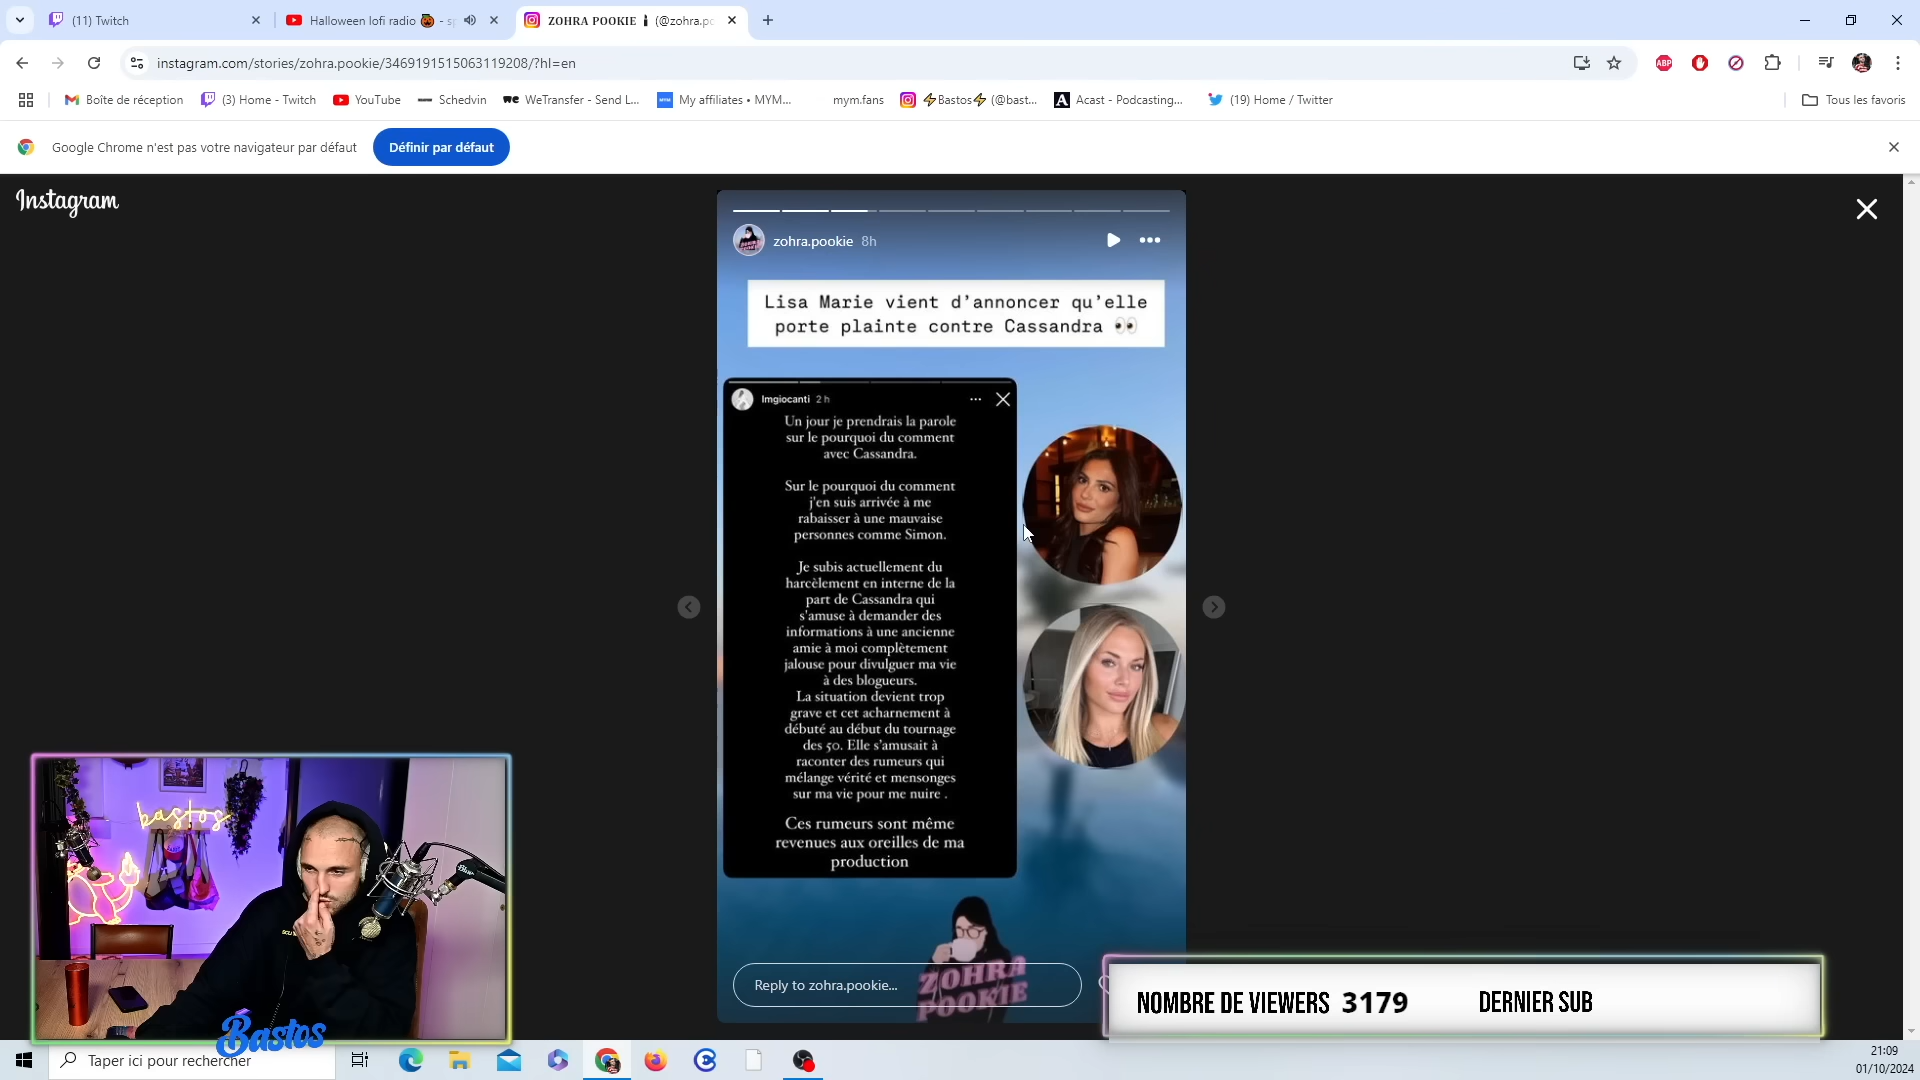 (11) Twitch
Halloween lofi radio 🎃 - s
ZOHRA POOKIE 🕯 (@zohra.po
instagram.com/stories/zohra.pookie/3469191515063119208/?hl=en
ABP
Boîte de réception
(3) Home - Twitch
YouTube
Schedvin
WeTransfer - Send L...
My affiliates • MYM...
mym.fans
⚡Bastos⚡ (@bast...
Acast - Podcasting...
(19) Home / Twitter
Tous les favoris
Google Chrome n'est pas votre navigateur par défaut
Définir par défaut
Instagram
zohra.pookie 8h
Lisa Marie vient d’annoncer qu’elle
porte plainte contre Cassandra 👀
lmgiocanti 2 h
Un jour je prendrais la parole
sur le pourquoi du comment
avec Cassandra.
Sur le pourquoi du comment
j'en suis arrivée à me
rabaisser à une mauvaise
personnes comme Simon.
Je subis actuellement du
harcèlement en interne de la
part de Cassandra qui
s'amuse à demander des
informations à une ancienne
amie à moi complètement
jalouse pour divulguer ma vie
à des blogueurs.
La situation devient trop
grave et cet acharnement à
débuté au début du tournage
des 50. Elle s’amusait à
raconter des rumeurs qui
mélange vérité et mensonges
sur ma vie pour me nuire .
Ces rumeurs sont même
revenues aux oreilles de ma
production
ZOHRA
POOKIE
Reply to zohra.pookie...
bastos
Blue
Bastos
NOMBRE DE VIEWERS 3179
DERNIER SUB
Taper ici pour rechercher
21:09
01/10/2024